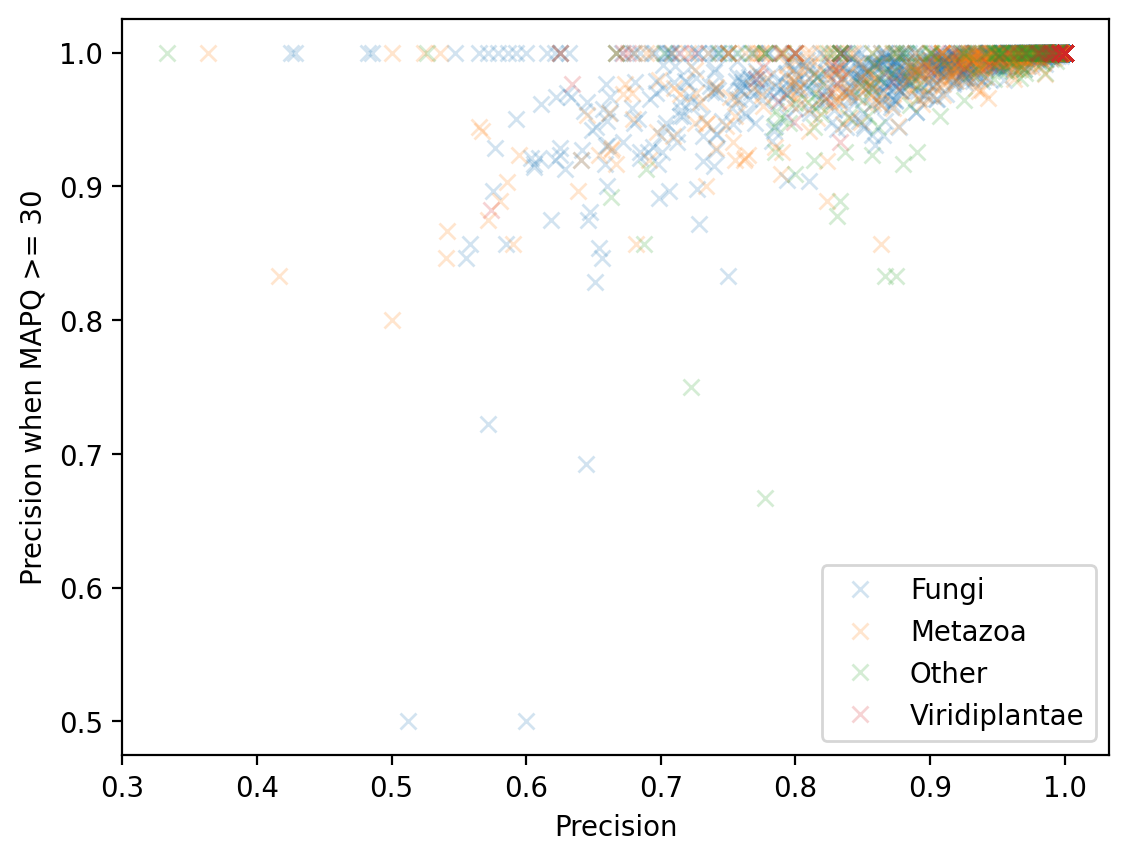 1.0
0.9
0.8
0.7
0.6
0.5
Precision when MAPQ >= 30
0.3 0.4 0.5 0.6 0.7 0.8 0.9 1.0
Precision
Fungi
Metazoa
Other
Viridiplantae